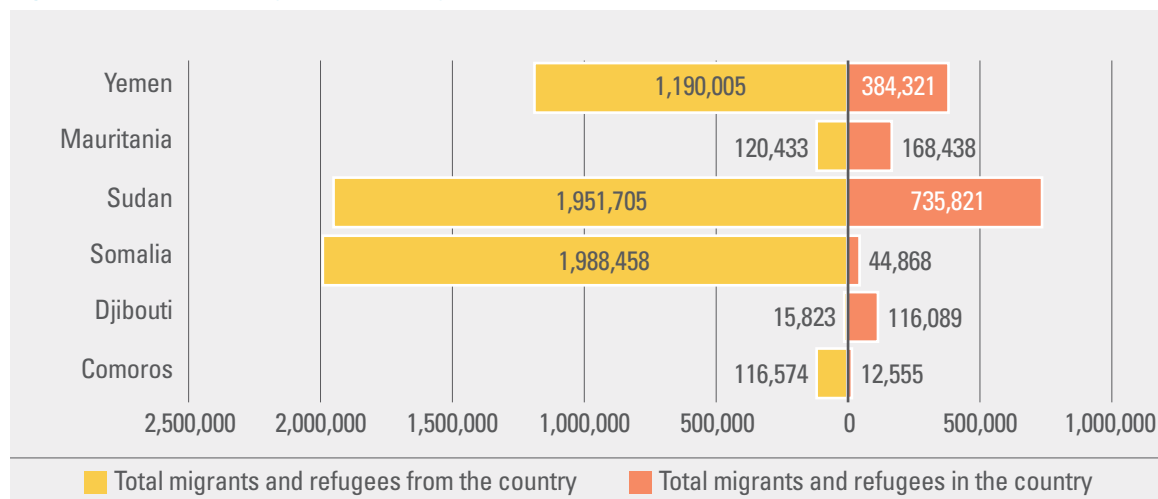 Yemen 1,190,005 384,321
Mauritania 120,433 168,438
Sudan 1,951,705 735,821
Somalia 1,988,458 44,868
Djibouti 15,823 116,089
Comoros 116,574 12,555
2,500,000 2,000,000 1,500,000 1,000,000 500,000 0 500,000 1,000,000
Total migrants and refugees from the country Total migrants and refugees in the country